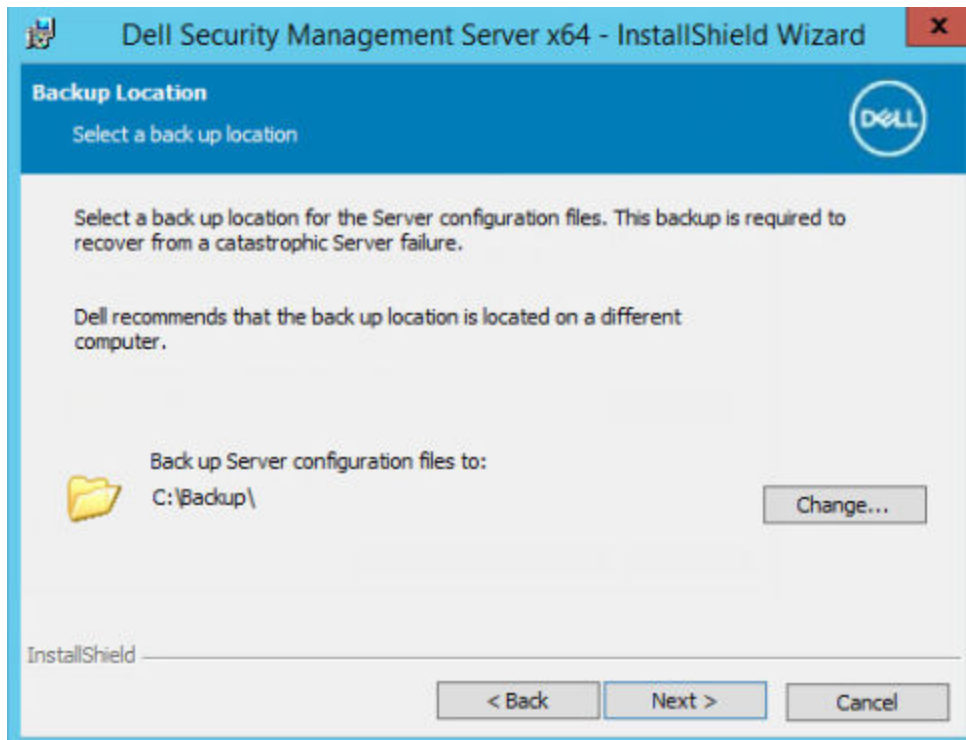 Dell Security Management Server x64 - InstallShield Wizard
x
Backup Location
Select a back up location
DELL
Select a back up location for the Server configuration files. This backup is required to
recover from a catastrophic Server failure.
Dell recommends that the back up location is located on a different
computer.
Back up Server configuration files to:
C:\Backup\
Change...
InstallShield
< Back
Next >
Cancel